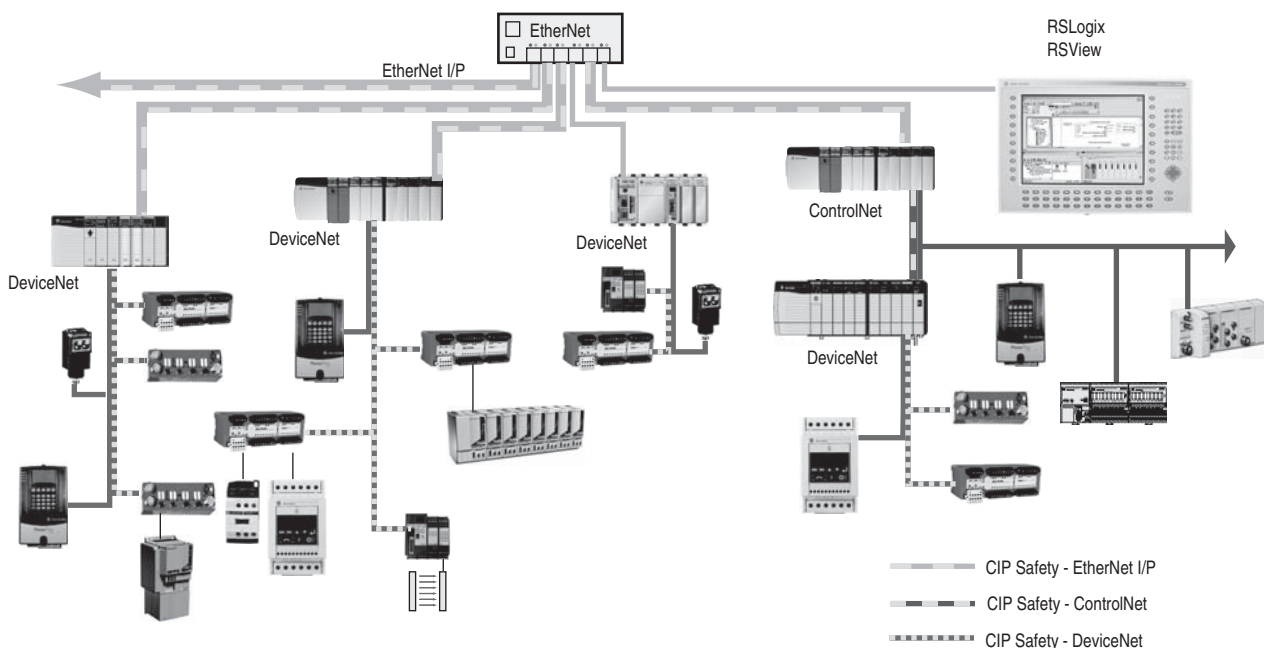 EtherNet
RSLogix
RSView
EtherNet I/P
DeviceNet
ControlNet
DeviceNet
DeviceNet
DeviceNet
CIP Safety - EtherNet I/P
CIP Safety - ControlNet
CIP Safety - DeviceNet